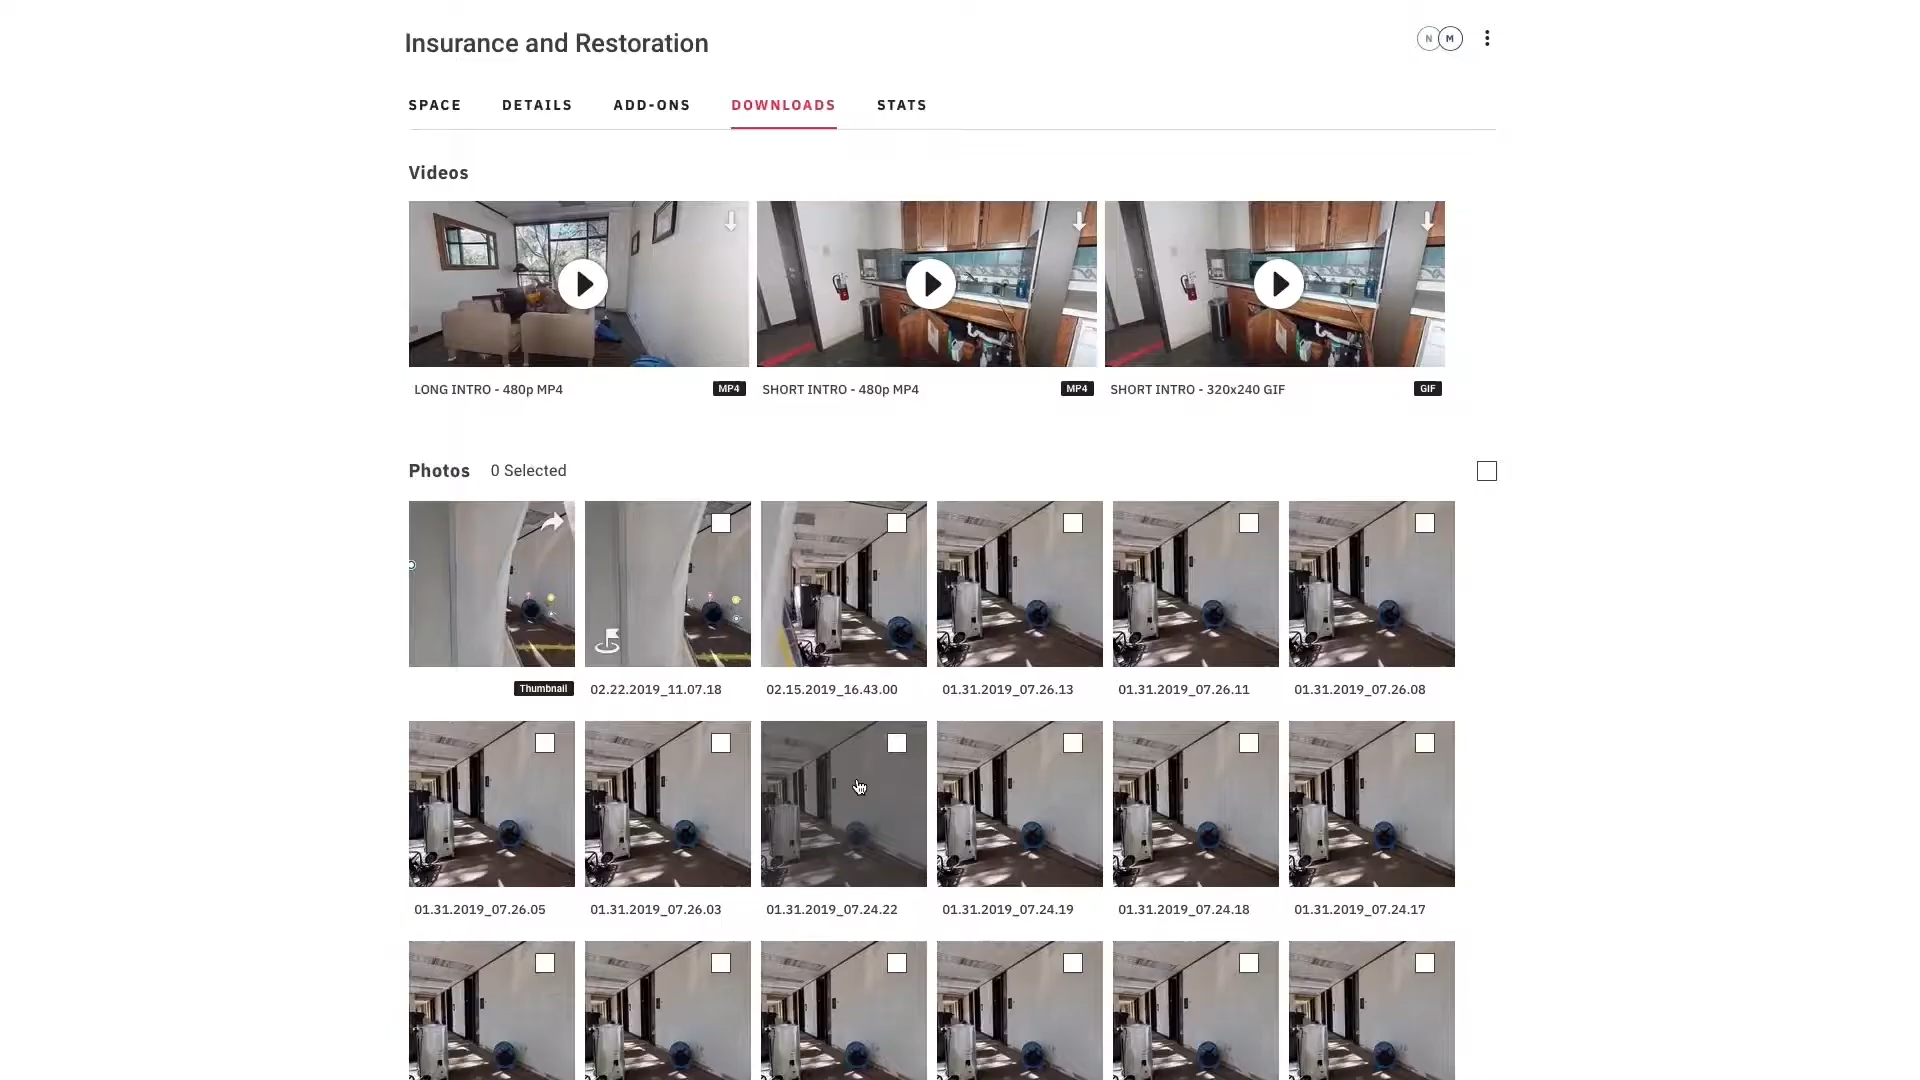 Insurance and Restoration
N M
SPACE DETAILS ADD-ONS DOWNLOADS STATS
Videos
LONG INTRO - 480p MP4 MP4 SHORT INTRO - 480p MP4 MP4 SHORT INTRO - 320x240 GIF GIF
Photos 0 Selected
Thumbnail 02.22.2019_11.07.18 02.15.2019_16.43.00 01.31.2019_07.26.13 01.31.2019_07.26.11 01.31.2019_07.26.08
01.31.2019_07.26.05 01.31.2019_07.26.03 01.31.2019_07.24.22 01.31.2019_07.24.19 01.31.2019_07.24.18 01.31.2019_07.24.17